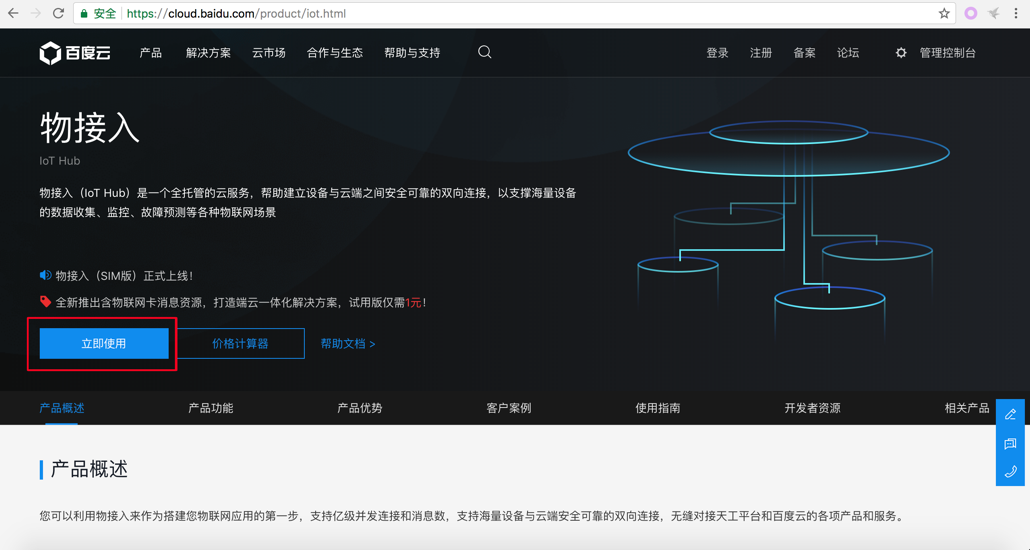 安全 https://cloud.baidu.com/product/iot.html
百度云 产品 解决方案 云市场 合作与生态 帮助与支持 登录 注册 备案 论坛 管理控制台
物接入
IoT Hub
物接入（IoT Hub）是一个全托管的云服务，帮助建立设备与云端之间安全可靠的双向连接，以支撑海量设备
的数据收集、监控、故障预测等各种物联网场景
物接入（SIM版）正式上线！
全新推出含物联网卡消息资源，打造端云一体化解决方案，试用版仅需1元！
立即使用 价格计算器 帮助文档 >
产品概述 产品功能 产品优势 客户案例 使用指南 开发者资源 相关产品
产品概述
您可以利用物接入来作为搭建您物联网应用的第一步，支持亿级并发连接和消息数，支持海量设备与云端安全可靠的双向连接，无缝对接天工平台和百度云的各项产品和服务。